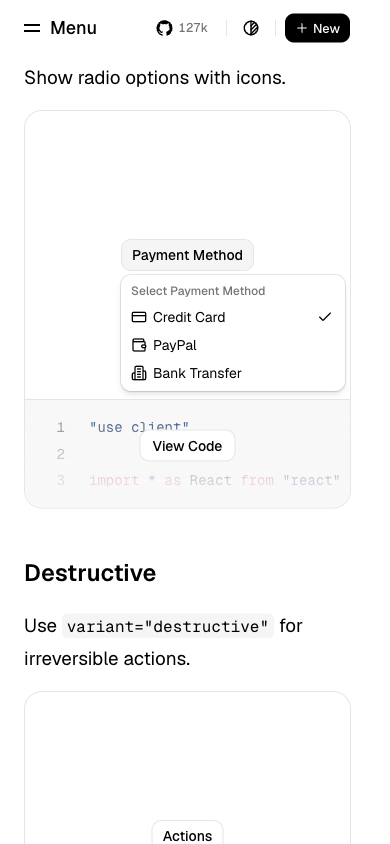 Menu
127k
New
Show radio options with icons.
Payment Method
Select Payment Method
Credit Card
PayPal
Bank Transfer
1 "use client"
View Code
2
3 import * as React from "react"
Destructive
Use variant="destructive" for
irreversible actions.
Actions